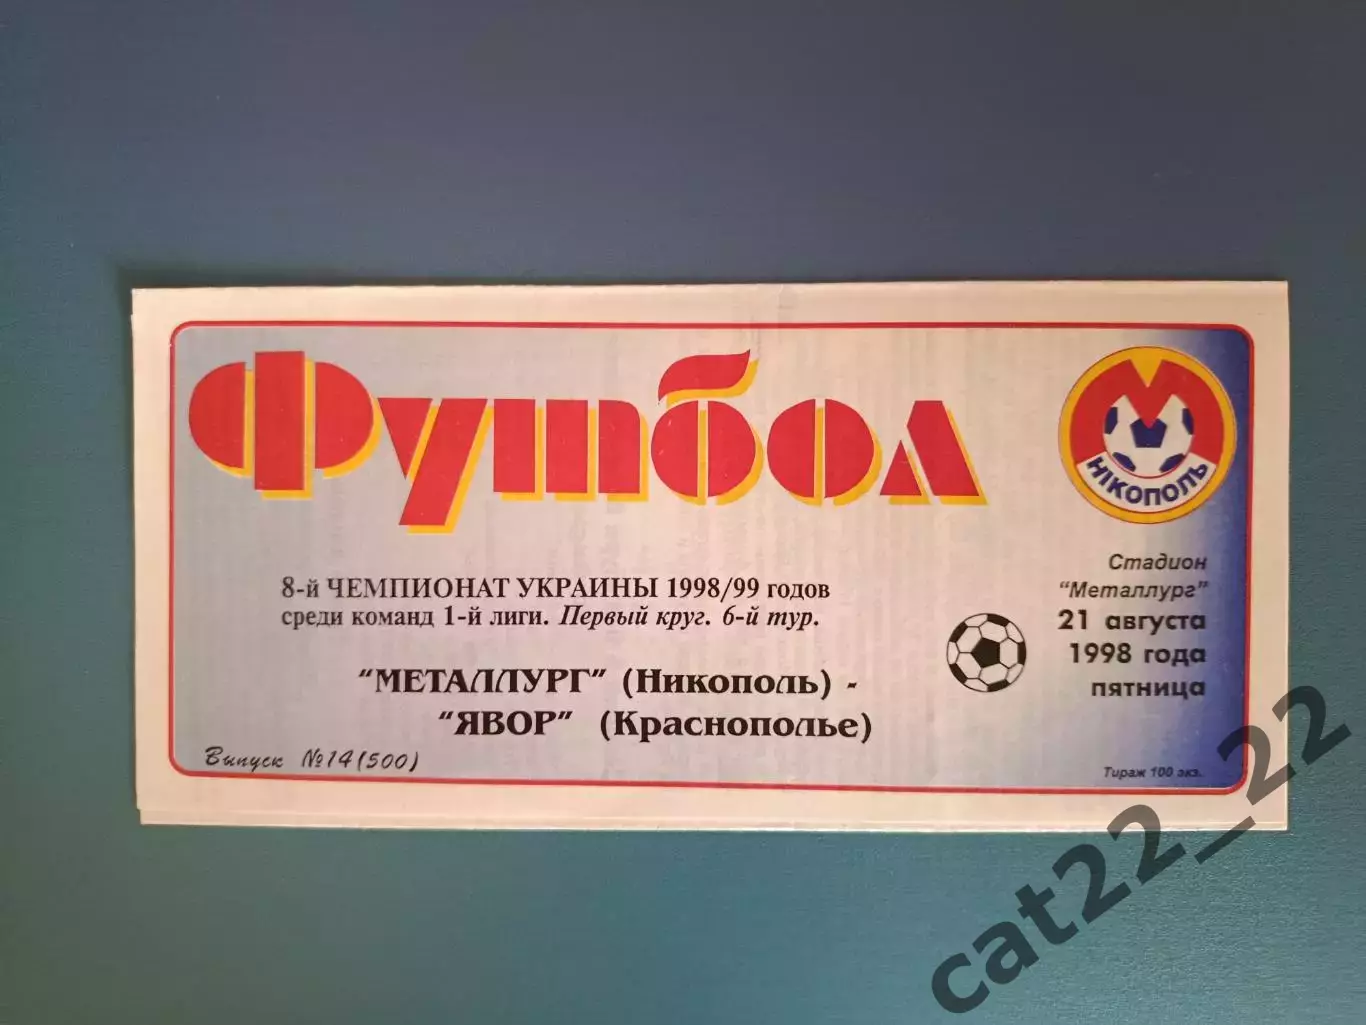 Футбол
НІКОПОЛЬ
8-й ЧЕМПИОНАТ УКРАИНЫ 1998/99 годов
среди команд 1-й лиги. Первый круг. 6-й тур.
"МЕТАЛЛУРГ" (Никополь) -
"ЯВОР" (Краснополье)
Выпуск №14(500)
Стадион
"Металлург"
21 августа
1998 года
пятница
Тираж 100 экз.
cat22_22